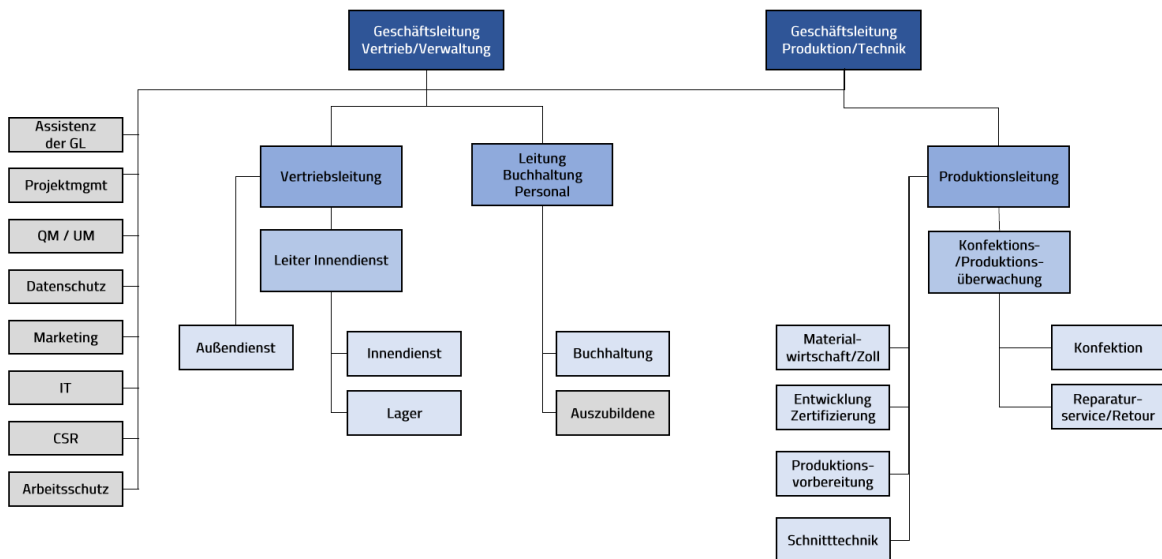 Geschäftsleitung
Vertrieb/Verwaltung
Geschäftsleitung
Produktion/Technik
Assistenz
der GL
Projektmgmt
QM / UM
Datenschutz
Marketing
IT
CSR
Arbeitsschutz
Vertriebsleitung
Leiter Innendienst
Außendienst
Innendienst
Lager
Leitung
Buchhaltung
Personal
Buchhaltung
Auszubildene
Produktionsleitung
Konfektions-
/Produktions-
überwachung
Material-
wirtschaft/Zoll
Entwicklung
Zertifizierung
Produktions-
vorbereitung
Schnitttechnik
Konfektion
Reparatur-
service/Retour